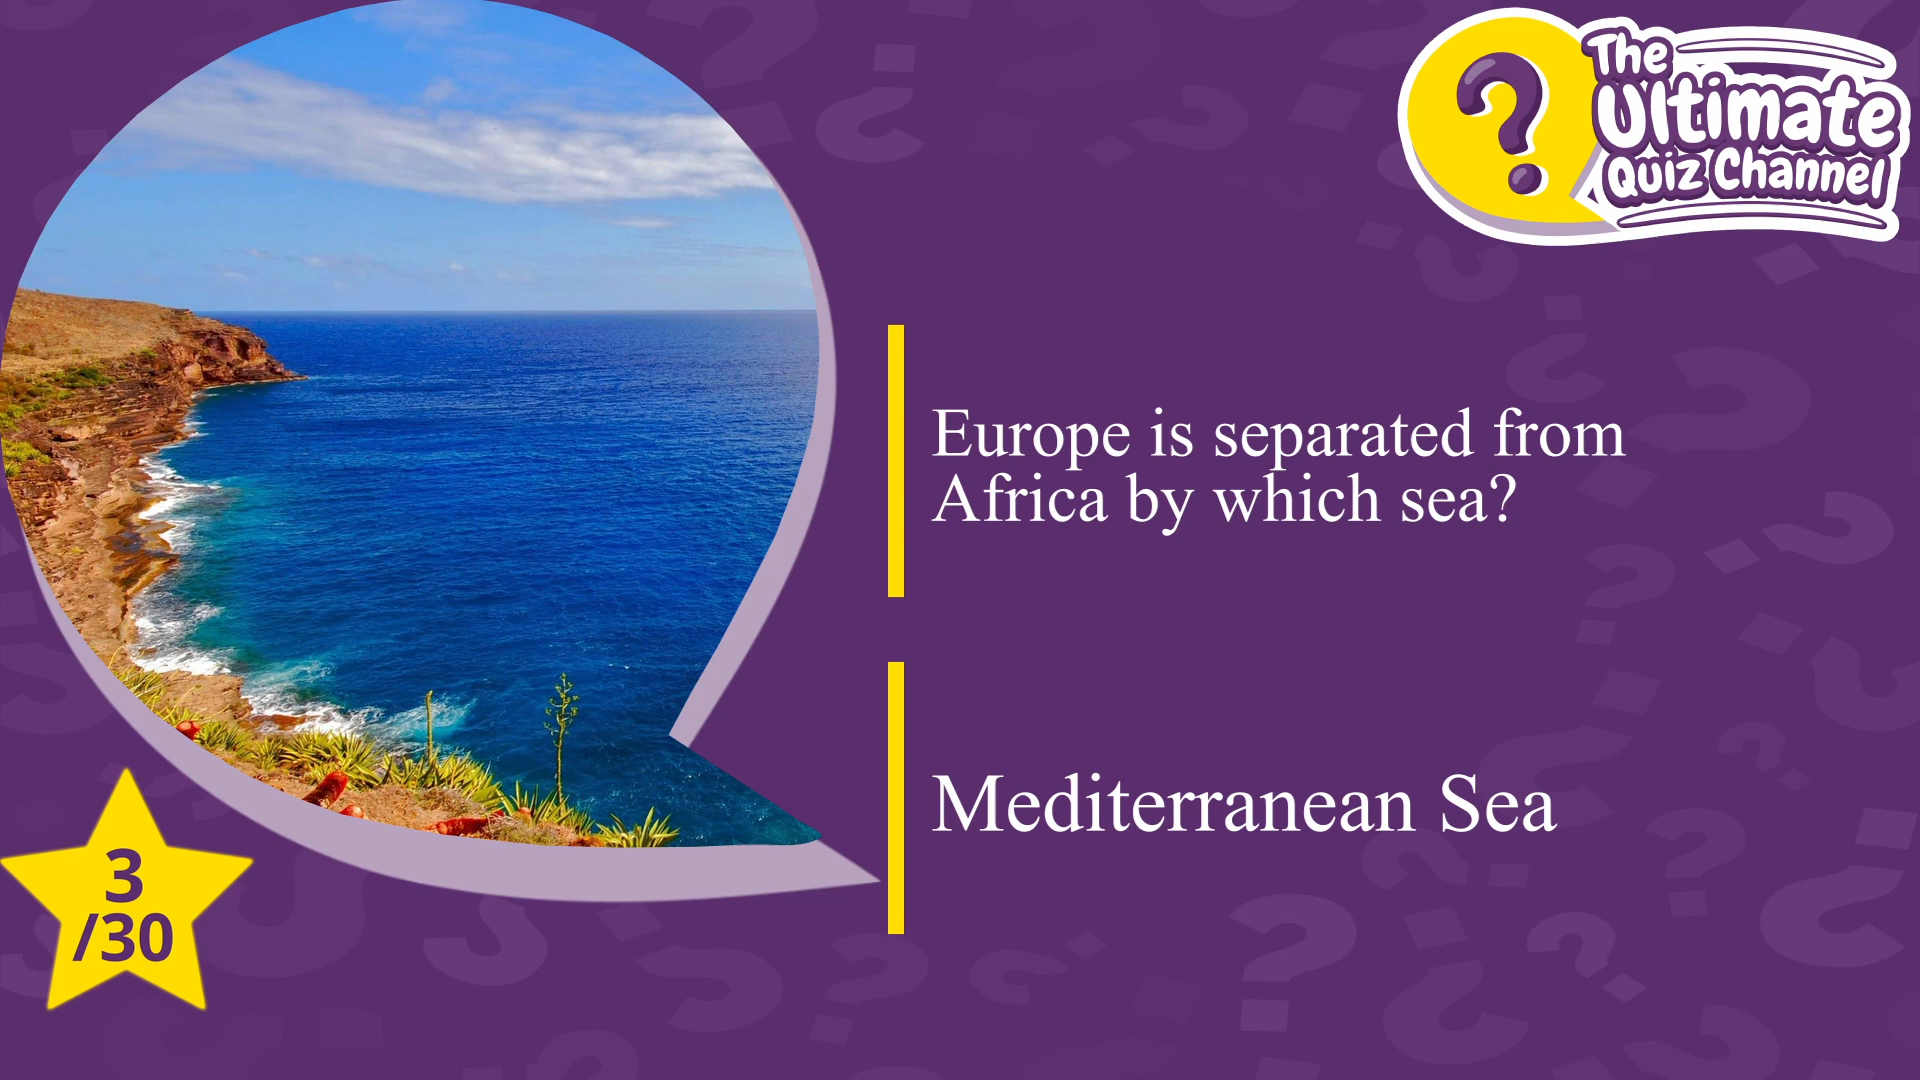 The
Ultimate
Quiz Channel
Europe is separated from
Africa by which sea?
Mediterranean Sea
3
/30